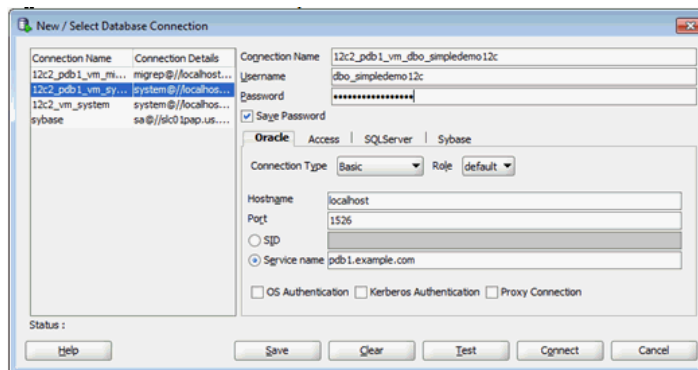 New / Select Database Connection
Connection Name Connection Details
12c2_pdb1_vm_mi... migrep@//localhost...
12c2_pdb1_vm_sy... system@//localhos...
12c2_vm_system system@//localhos...
sybase sa@//slc01pap.us....
Connection Name 12c2_pdb1_vm_dbo_simpledemo12c
Username dbo_simpledemo12c
Password •••••••••••••••••
Save Password
Oracle Access SQLServer Sybase
Connection Type Basic Role default
Hostname localhost
Port 1526
SID
Service name pdb1.example.com
OS Authentication Kerberos Authentication Proxy Connection
Status :
Help Save Clear Test Connect Cancel